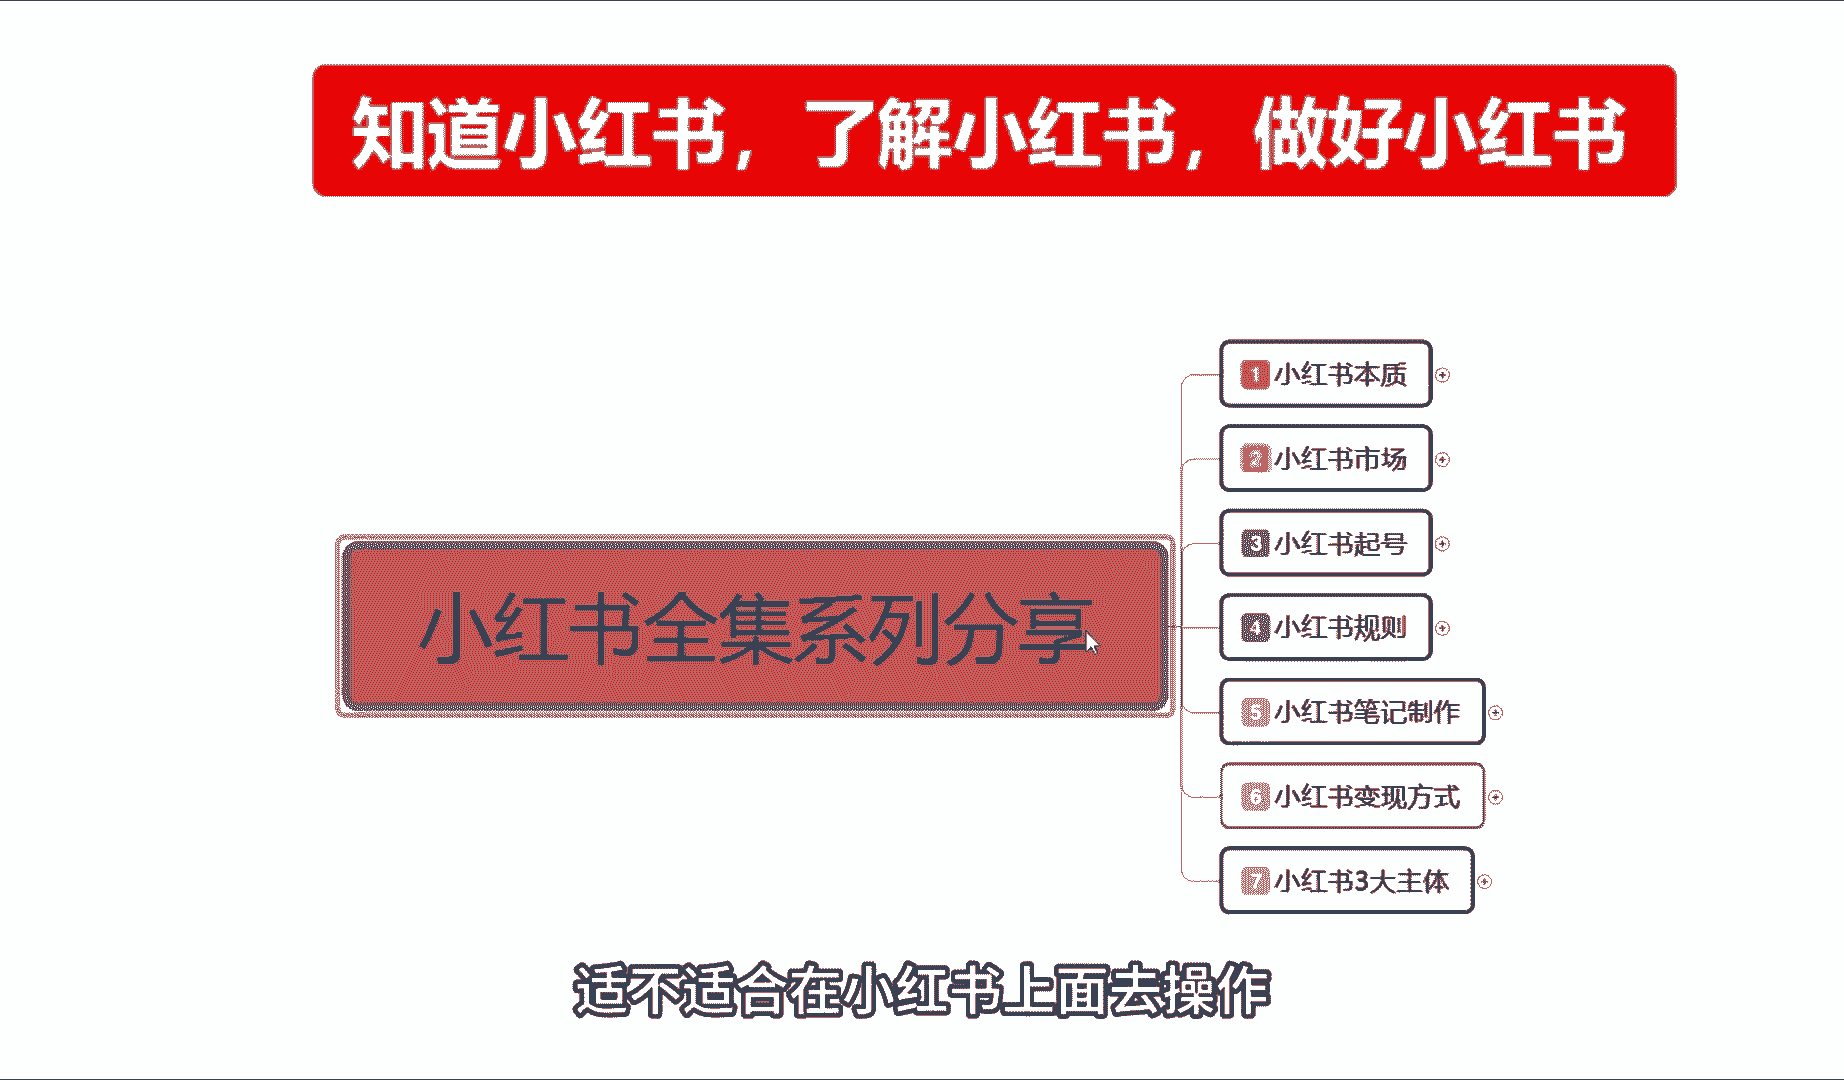 知道小红书，了解小红书，做好小红书
小红书全集系列分享
1 小红书本质
2 小红书市场
3 小红书起号
4 小红书规则
5 小红书笔记制作
6 小红书变现方式
7 小红书3大主体
适不适合在小红书上面去操作